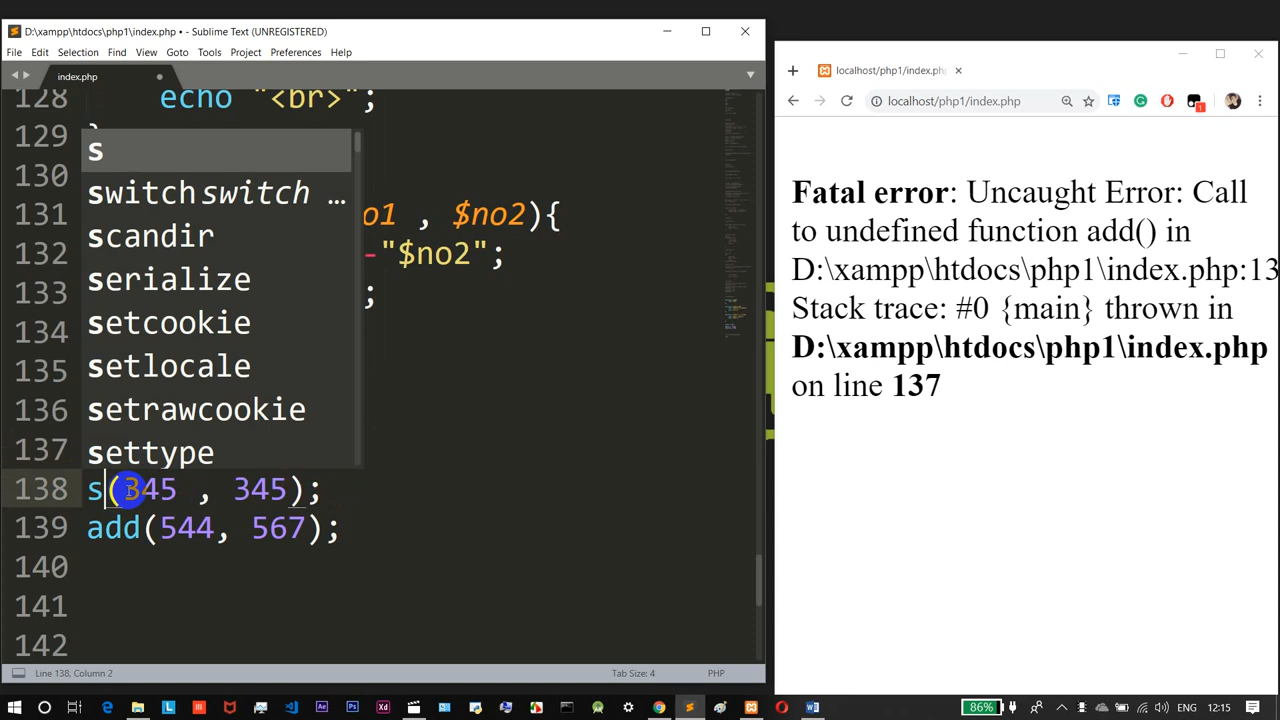 D:\xampp\htdocs\php1\index.php • - Sublime Text (UNREGISTERED)
File Edit Selection Find View Goto Tools Project Preferences Help
index.php
128 echo "<br>";
129 }
130
131 o1 , $no2){
132 -"$no2";
133 ;
134
135
136
137
138 s(345 , 345);
139 add(544, 567);
140
141
142
s
switch switch …
scandir
srialize
setcookie
setlocale
setrawcookie
settype
Line 138, Column 2 Tab Size: 4 PHP
localhost/php1/index.ph
localhost/php1/index.php
1
Fatal error: Uncaught Error: Call
to undefined function add() in
D:\xampp\htdocs\php1\index.php:13
Stack trace: #0 {main} thrown in
D:\xampp\htdocs\php1\index.php
on line 137
86% ENG 12:15